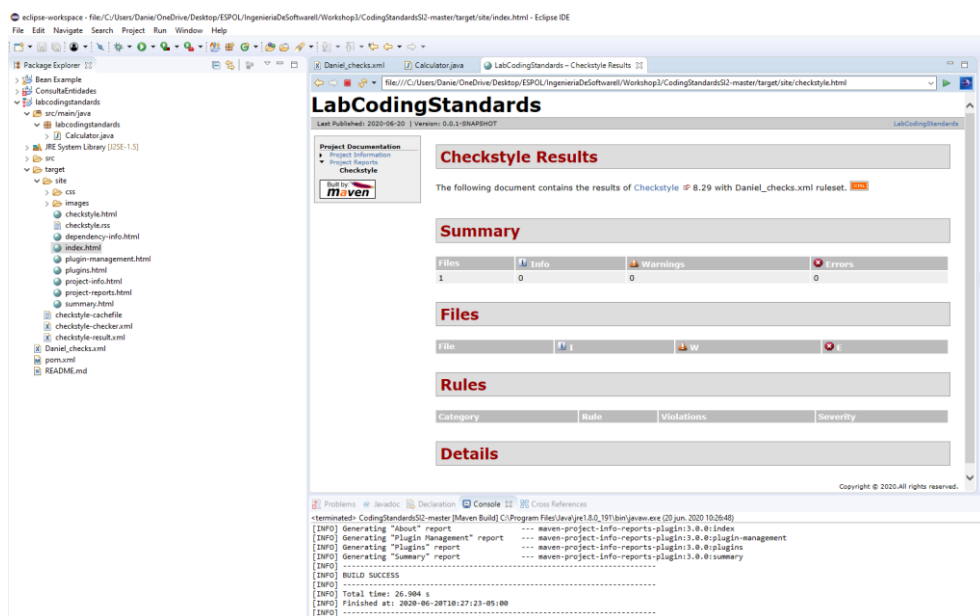 eclipse-workspace - file:/C:/Users/Danie/OneDrive/Desktop/ESPOL/IngenieriaDeSoftwareII/Workshop3/CodingStandardsSI2-master/target/site/index.html - Eclipse IDE
File Edit Navigate Search Project Run Window Help
Package Explorer
Bean Example
ConsultaEntidades
labcodingstandards
src/main/java
labcodingstandards
Calculator.java
JRE System Library [J2SE-1.5]
src
target
site
css
images
checkstyle.html
checkstyle.rss
dependency-info.html
index.html
plugin-management.html
plugins.html
project-info.html
project-reports.html
summary.html
checkstyle-cachefile
checkstyle-checker.xml
checkstyle-result.xml
Daniel_checks.xml
pom.xml
README.md
Daniel_checks.xml Calculator.java LabCodingStandards – Checkstyle Results
file:///C:/Users/Danie/OneDrive/Desktop/ESPOL/IngenieriaDeSoftwareII/Workshop3/CodingStandardsSI2-master/target/site/checkstyle.html
LabCodingStandards
Last Published: 2020-06-20 | Version: 0.0.1-SNAPSHOT LabCodingStandards
Project Documentation
Project Information
Project Reports
Checkstyle
Built by:
maven
Checkstyle Results
The following document contains the results of Checkstyle 8.29 with Daniel_checks.xml ruleset. XML
Summary
Files Info Warnings Errors
1 0 0 0
Files
File I W E
Rules
Category Rule Violations Severity
Details
Copyright © 2020.All rights reserved.
Problems Javadoc Declaration Console Cross References
<terminated> CodingStandardsSI2-master [Maven Build] C:\Program Files\Java\jre1.8.0_191\bin\javaw.exe (20 jun. 2020 10:26:48)
[INFO] Generating "About" report --- maven-project-info-reports-plugin:3.0.0:index
[INFO] Generating "Plugin Management" report --- maven-project-info-reports-plugin:3.0.0:plugin-management
[INFO] Generating "Plugins" report --- maven-project-info-reports-plugin:3.0.0:plugins
[INFO] Generating "Summary" report --- maven-project-info-reports-plugin:3.0.0:summary
[INFO] ------------------------------------------------------------------------
[INFO] BUILD SUCCESS
[INFO] ------------------------------------------------------------------------
[INFO] Total time: 26.904 s
[INFO] Finished at: 2020-06-20T10:27:23-05:00
[INFO] ------------------------------------------------------------------------